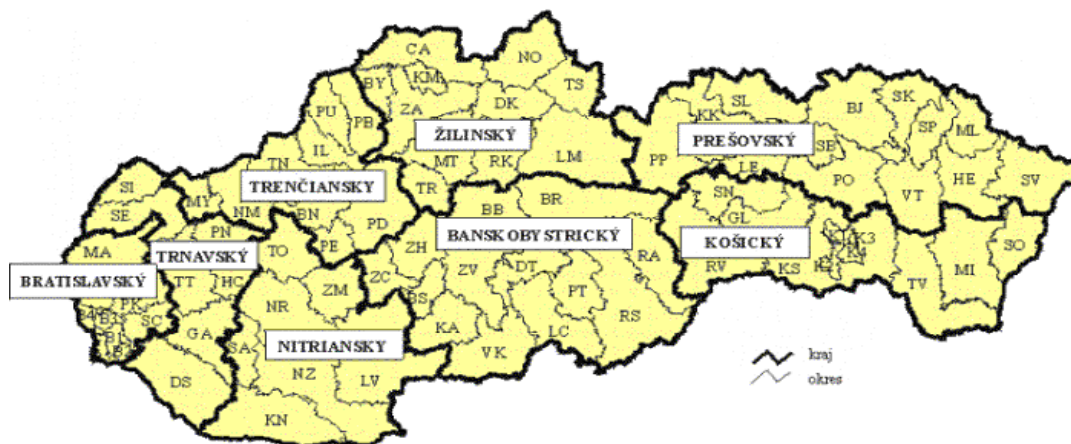 CA
NO
BY
KM
TS
ZA
DK
PU
PB
ŽILINSKÝ
IL
MT
RK
LM
TN
TRENČIANSKY
TR
SI
SE
MY
NM
BN
PD
PE
PN
TO
MA
TRNAVSKÝ
BRATISLAVSKÝ
TT
HC
PK
SC
GA
DS
NR
ZM
SA
NITRIANSKY
NZ
LV
KN
BB
BR
BANSKOBYSTRICKÝ
ZH
ZC
ZV
DT
RA
BS
PT
KA
LC
RS
VK
KK
SL
BJ
SK
SP
ML
PREŠOVSKÝ
SB
PP
LE
PO
VT
HE
SV
SN
GL
KOŠICKÝ
RV
KS
K3
TV
MI
SO
kraj
okres